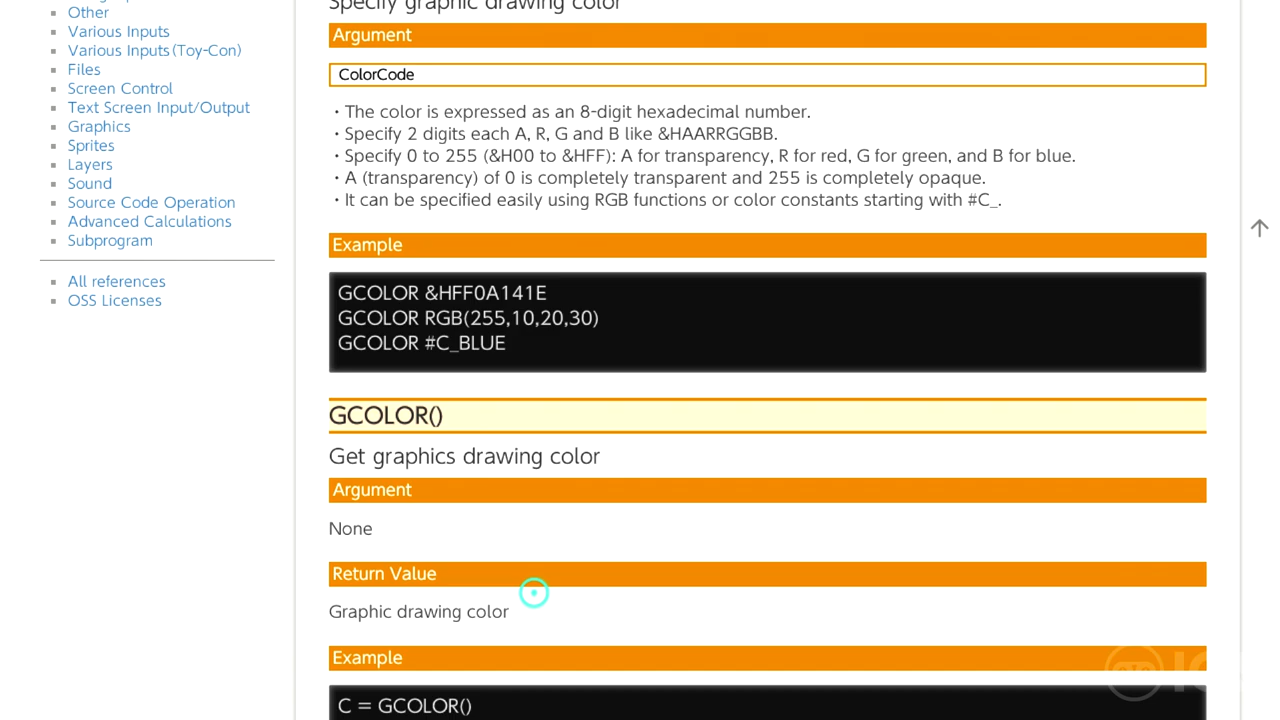 Specify graphic drawing color
Other
Various Inputs
Various Inputs(Toy-Con)
Files
Screen Control
Text Screen Input/Output
Graphics
Sprites
Layers
Sound
Source Code Operation
Advanced Calculations
Subprogram
All references
OSS Licenses
Argument
ColorCode
・The color is expressed as an 8-digit hexadecimal number.
・Specify 2 digits each A, R, G and B like &HAARRGGBB.
・Specify 0 to 255 (&H00 to &HFF): A for transparency, R for red, G for green, and B for blue.
・A (transparency) of 0 is completely transparent and 255 is completely opaque.
・It can be specified easily using RGB functions or color constants starting with #C_.
Example
GCOLOR &HFF0A141E
GCOLOR RGB(255,10,20,30)
GCOLOR #C_BLUE
GCOLOR()
Get graphics drawing color
Argument
None
Return Value
Graphic drawing color
Example
C = GCOLOR()